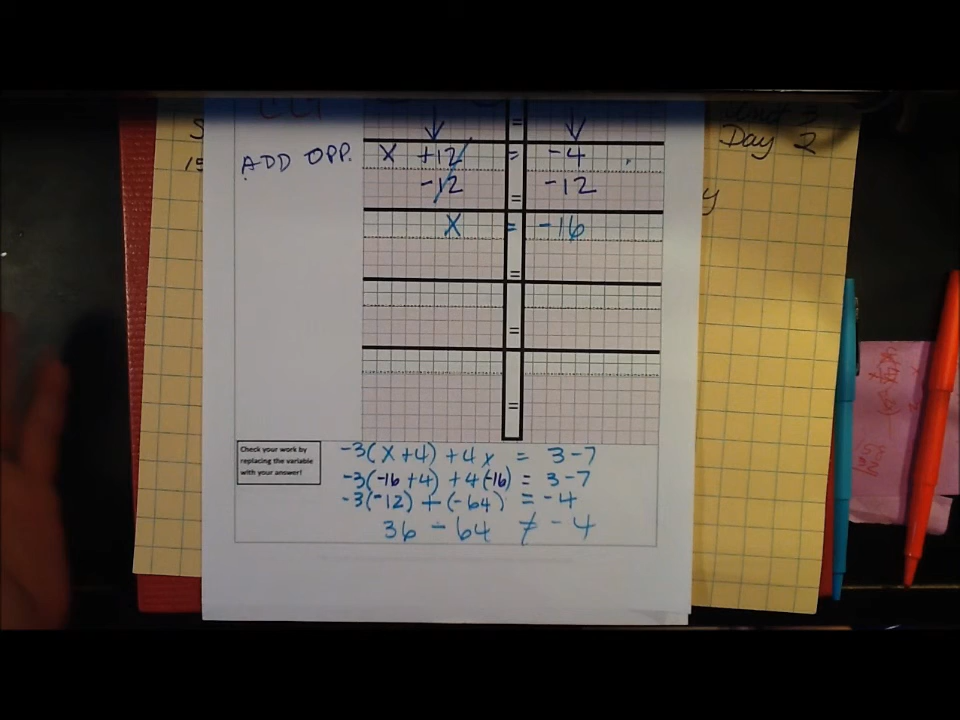 Day 2
ADD OPP. x +12 = -4
-12 = -12
x = -16
=
=
=
Check your work by
replacing the variable
with your answer!
-3(x+4) + 4x = 3-7
-3(-16+4) + 4(-16) = 3-7
-3(-12) + (-64) = -4
36 - 64 ≠ -4